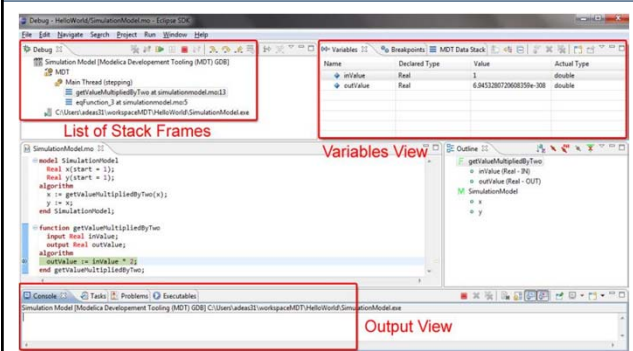 Debug - HelloWorld/SimulationModel.mo - Eclipse SDK
File Edit Navigate Search Project Run Window Help
Debug
Simulation Model [Modelica Developement Tooling (MDT) GDB]
MDT
Main Thread (stepping)
getValueMultipliedByTwo at simulationmodel.mo:13
eqFunction_3 at simulationmodel.mo:5
C:\Users\adeas31\workspaceMDT\HelloWorld\SimulationModel.exe
List of Stack Frames
Variables Breakpoints MDT Data Stack
Name Declared Type Value Actual Type
inValue Real 1 double
outValue Real 6.9453280720608359e-308 double
Variables View
SimulationModel.mo
model SimulationModel
Real x(start = 1);
Real y(start = 1);
algorithm
x := getValueMultipliedByTwo(x);
y := x;
end SimulationModel;
function getValueMultipliedByTwo
input Real inValue;
output Real outValue;
algorithm
outValue := inValue * 2;
end getValueMultipliedByTwo;
Outline
getValueMultipliedByTwo
inValue (Real - IN)
outValue (Real - OUT)
SimulationModel
x
y
Console Tasks Problems Executables
Simulation Model [Modelica Developement Tooling (MDT) GDB] C:\Users\adeas31\workspaceMDT\HelloWorld\SimulationModel.exe
Output View